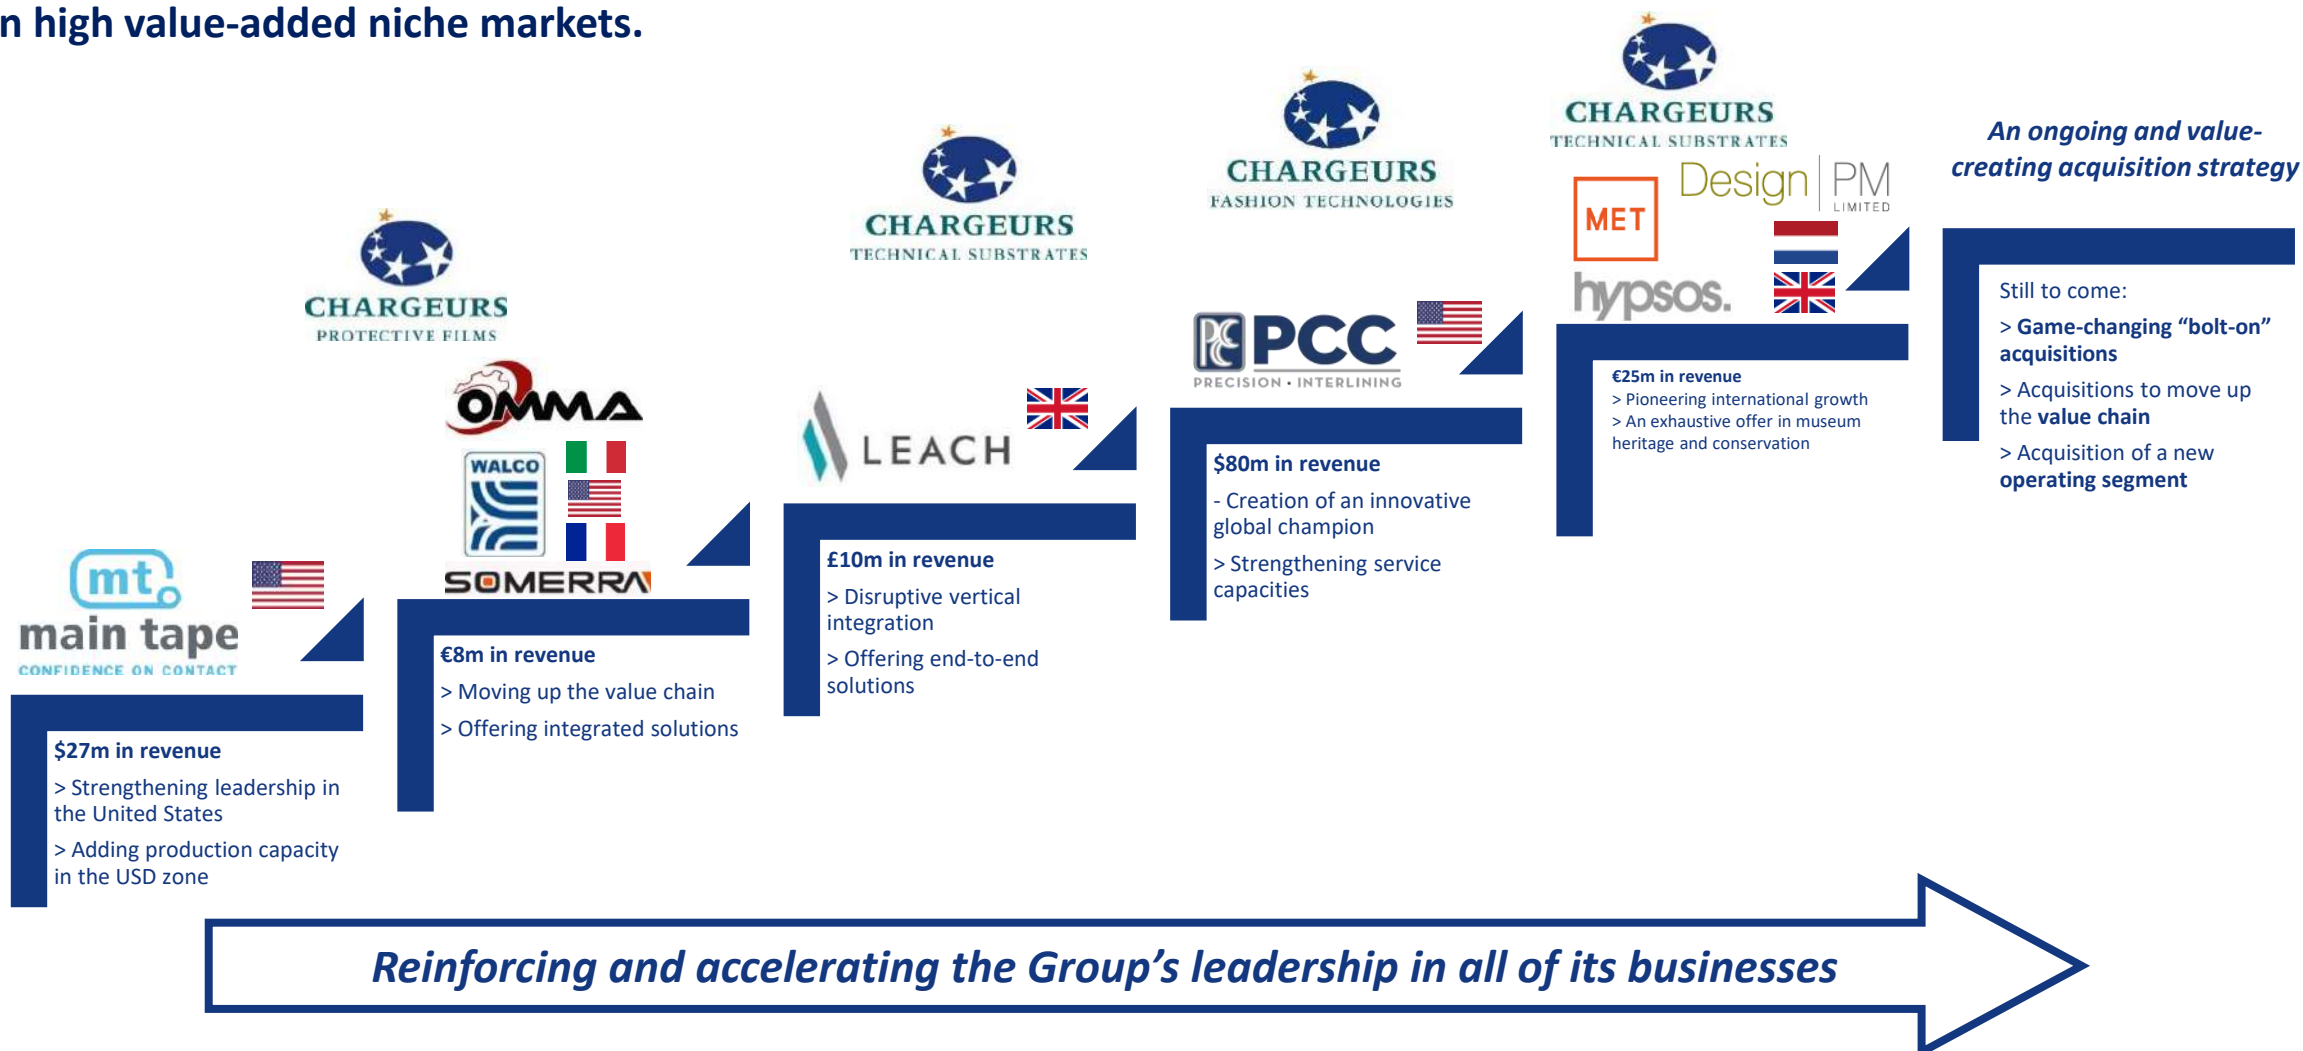 n high value-added niche markets.
mt.
main tape
CONFIDENCE ON CONTACT
$27m in revenue
> Strengthening leadership in
the United States
> Adding production capacity
in the USD zone
CHARGEURS
PROTECTIVE FILMS
OMMA
WALCO
SOMERRA
€8m in revenue
> Moving up the value chain
> Offering integrated solutions
CHARGEURS
TECHNICAL SUBSTRATES
LEACH
£10m in revenue
> Disruptive vertical
integration
> Offering end-to-end
solutions
CHARGEURS
FASHION TECHNOLOGIES
PCC
PRECISION • INTERLINING
$80m in revenue
- Creation of an innovative
global champion
> Strengthening service
capacities
CHARGEURS
TECHNICAL SUBSTRATES
Design PM
LIMITED
MET
hypsos.
€25m in revenue
> Pioneering international growth
> An exhaustive offer in museum
heritage and conservation
An ongoing and value-
creating acquisition strategy
Still to come:
> Game-changing “bolt-on”
acquisitions
> Acquisitions to move up
the value chain
> Acquisition of a new
operating segment
Reinforcing and accelerating the Group’s leadership in all of its businesses